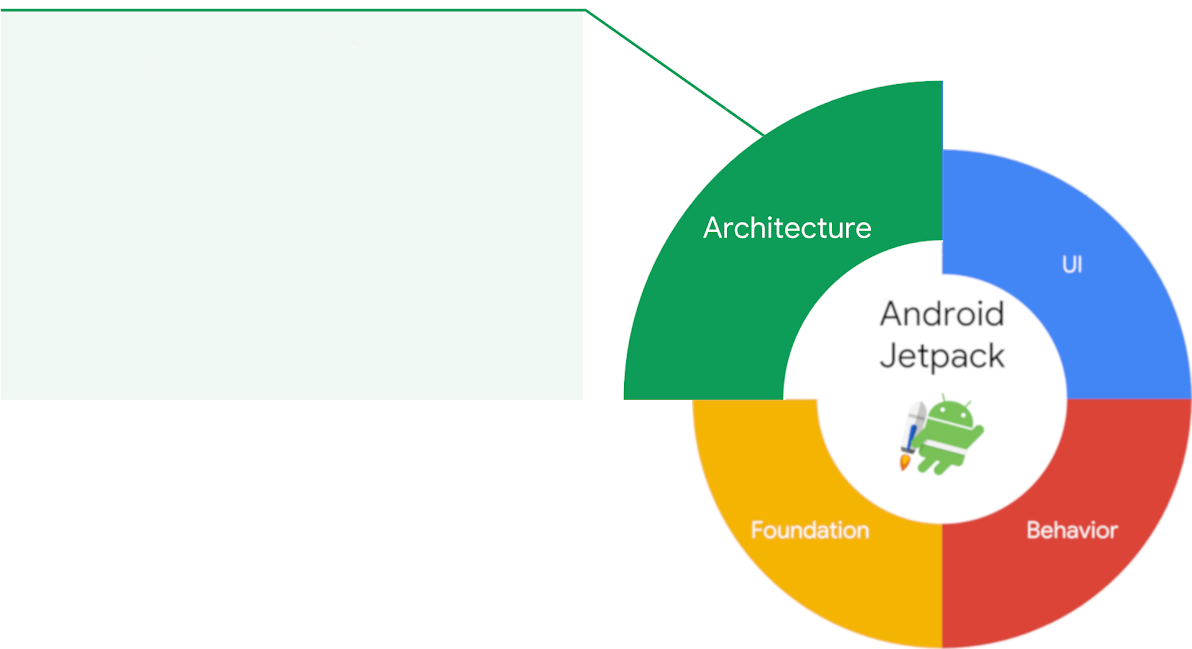 Architecture
UI
Android
Jetpack
Foundation
Behavior